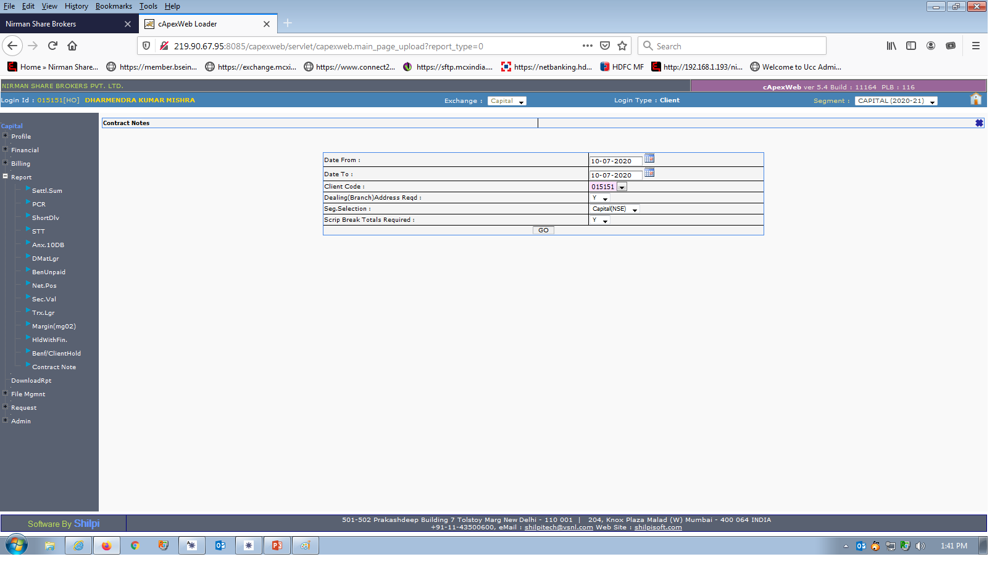 File Edit View History Bookmarks Tools Help
Nirman Share Brokers
cApexWeb Loader
219.90.67.95:8085/capexweb/servlet/capexweb.main_page_upload?report_type=0
Search
Home » Nirman Share... https://member.bsein... https://exchange.mcxi... https://www.connect2... https://sftp.mcxindia.... https://netbanking.hd... HDFC MF http://192.168.1.193/ni... Welcome to Ucc Admi...
NIRMAN SHARE BROKERS PVT. LTD.
cApexWeb ver 5.4 Build : 11164 PLB : 116
Login Id : 015151[HO] DHARMENDRA KUMAR MISHRA Exchange : Capital Login Type : Client Segment : CAPITAL (2020-21)
Contract Notes
Capital
Profile
Financial
Billing
Report
Settl.Sum
PCR
ShortDlv
STT
Anx.10DB
DMatLgr
BenUnpaid
Net.Pos
Sec.Val
Trx.Lgr
Margin(mg02)
HldWithFin.
Benf/ClientHold
Contract Note
DownloadRpt
File Mgmnt
Request
Admin
Date From : 10-07-2020
Date To : 10-07-2020
Client Code : 015151
Dealing(Branch)Address Reqd : Y
Seg.Selection : Capital(NSE)
Scrip Break Totals Required : Y
GO
Software By Shilpi
501-502 Prakashdeep Building 7 Tolstoy Marg New Delhi - 110 001 | 204, Knox Plaza Malad (W) Mumbai - 400 064 INDIA
+91-11-43500600, eMail : shilpitech@vsnl.com Web Site : shilpisoft.com
1:41 PM